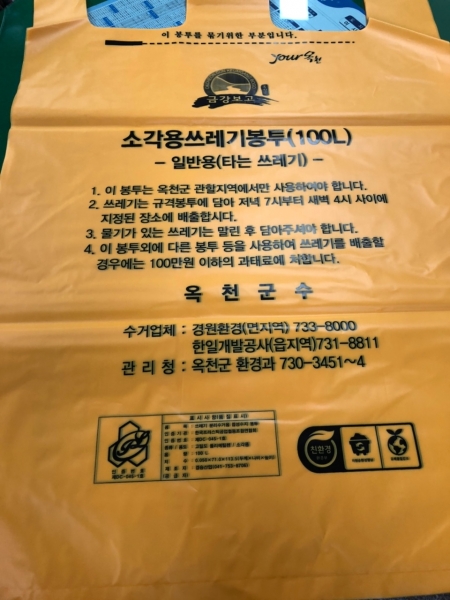 이 봉투를 묶기위한 부분입니다.
your 옥천
금강보고
소각용쓰레기봉투(100L)
- 일반용(타는 쓰레기) -
1. 이 봉투는 옥천군 관할지역에서만 사용하여야 합니다.
2. 쓰레기는 규격봉투에 담아 저녁 7시부터 새벽 4시 사이에
지정된 장소에 배출합시다.
3. 물기가 있는 쓰레기는 말린 후 담아주셔야 합니다.
4. 이 봉투외에 다른 봉투 등을 사용하여 쓰레기를 배출할
경우에는 100만원 이하의 과태료에 처합니다.
옥 천 군 수
수거업체 : 경원환경(면지역) 733-8000
한일개발공사(읍지역)731-8811
관 리 청 : 옥천군 환경과 730-3451~4
친환경